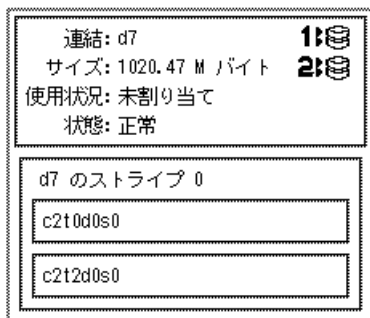 連結: d7
1:
サイズ: 1020.47 M バイト
2:
使用状況: 未割り当て
状態: 正常
d7 のストライプ 0
c2t0d0s0
c2t2d0s0